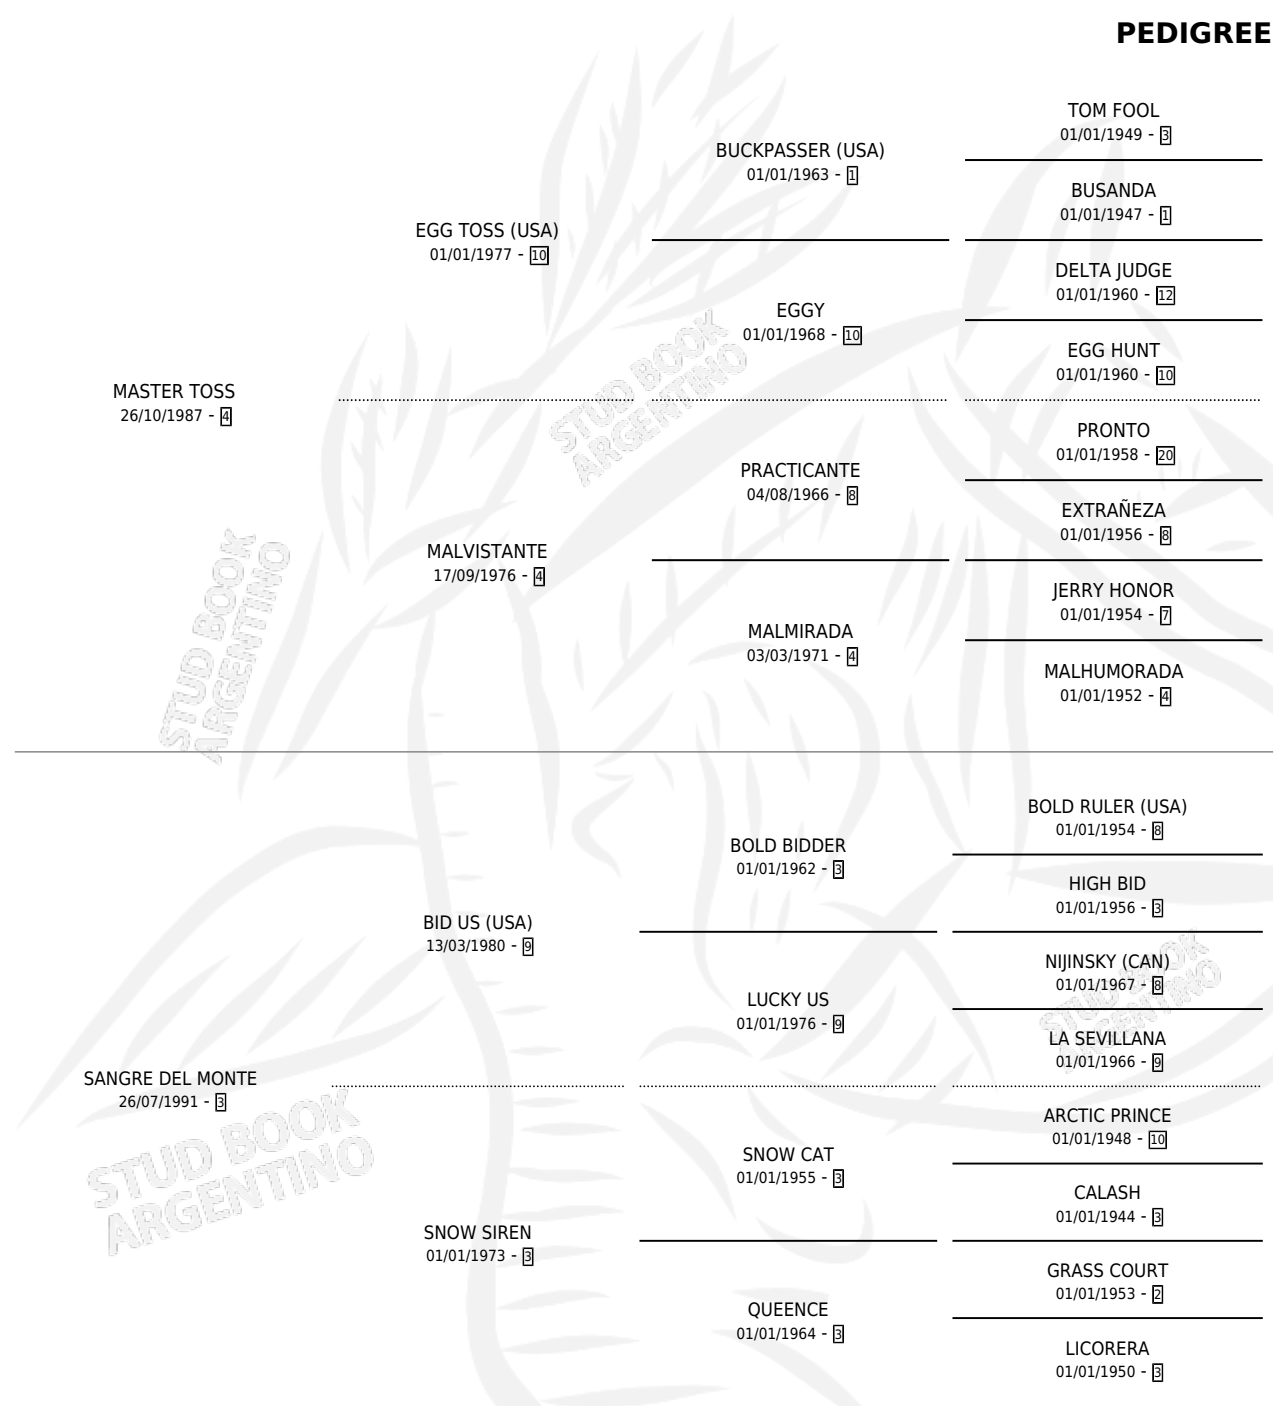 PEDIGREE
TOM FOOL
01/01/1949 - 3
BUCKPASSER (USA)
01/01/1963 - 1
BUSANDA
01/01/1947 - 1
EGG TOSS (USA)
01/01/1977 - 10
DELTA JUDGE
01/01/1960 - 12
EGGY
01/01/1968 - 10
EGG HUNT
01/01/1960 - 10
MASTER TOSS
26/10/1987 - 4
PRONTO
01/01/1958 - 20
PRACTICANTE
04/08/1966 - 8
EXTRAÑEZA
01/01/1956 - 8
MALVISTANTE
17/09/1976 - 4
JERRY HONOR
01/01/1954 - 7
MALMIRADA
03/03/1971 - 4
MALHUMORADA
01/01/1952 - 4
BOLD RULER (USA)
01/01/1954 - 8
BOLD BIDDER
01/01/1962 - 3
HIGH BID
01/01/1956 - 3
BID US (USA)
13/03/1980 - 9
NIJINSKY (CAN)
01/01/1967 - 8
LUCKY US
01/01/1976 - 9
LA SEVILLANA
01/01/1966 - 9
SANGRE DEL MONTE
26/07/1991 - 3
ARCTIC PRINCE
01/01/1948 - 10
SNOW CAT
01/01/1955 - 3
CALASH
01/01/1944 - 3
SNOW SIREN
01/01/1973 - 3
GRASS COURT
01/01/1953 - 2
QUEENCE
01/01/1964 - 3
LICORERA
01/01/1950 - 3
STUD BOOK
ARGENTINO
STUD BOOK
ARGENTINO
STUD BOOK
ARGENTINO
STUD BOOK
ARGENTINO